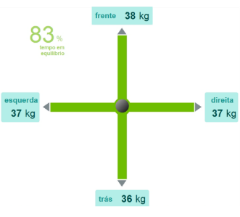 frente 38 kg
83 %
tempo em
equilíbrio
esquerda
37 kg
direita
37 kg
trás 36 kg